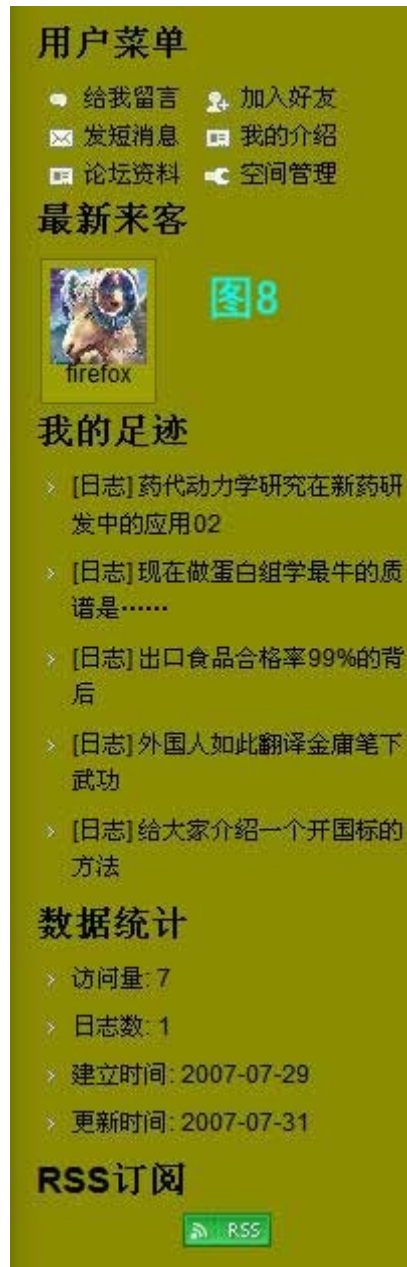 用户菜单
给我留言 加入好友
发短消息 我的介绍
论坛资料 空间管理
最新来客
图8
firefox
我的足迹
[日志] 药代动力学研究在新药研
发中的应用02
[日志] 现在做蛋白组学最牛的质
谱是……
[日志] 出口食品合格率99%的背
后
[日志] 外国人如此翻译金庸笔下
武功
[日志] 给大家介绍一个开国标的
方法
数据统计
访问量: 7
日志数: 1
建立时间: 2007-07-29
更新时间: 2007-07-31
RSS订阅
RSS